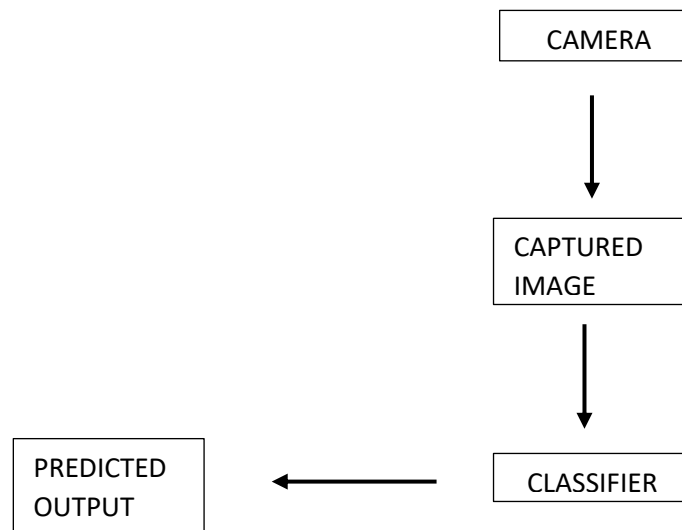 CAMERA
CAPTURED
IMAGE
CLASSIFIER
PREDICTED
OUTPUT